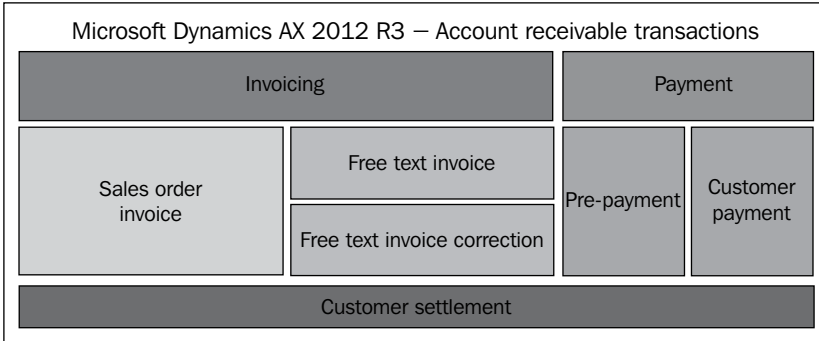 Microsoft Dynamics AX 2012 R3 – Account receivable transactions
Invoicing
Payment
Sales order
invoice
Free text invoice
Free text invoice correction
Pre-payment
Customer
payment
Customer settlement